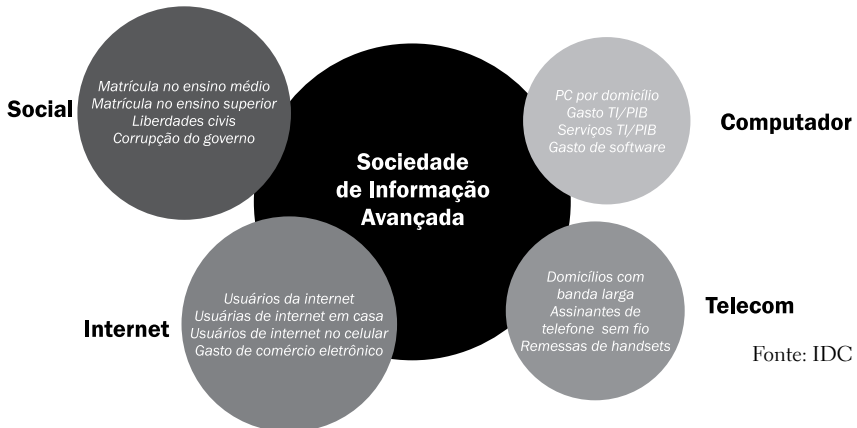 Social
Matrícula no ensino médio
Matrícula no ensino superior
Liberdades civis
Corrupção do governo
Sociedade
de Informação
Avançada
PC por domicílio
Gasto TI/PIB
Serviços TI/PIB
Gasto de software
Computador
Internet
Usuários da internet
Usuárias de internet em casa
Usuários de internet no celular
Gasto de comércio eletrônico
Domicílios com
banda larga
Assinantes de
telefone sem fio
Remessas de handsets
Telecom
Fonte: IDC